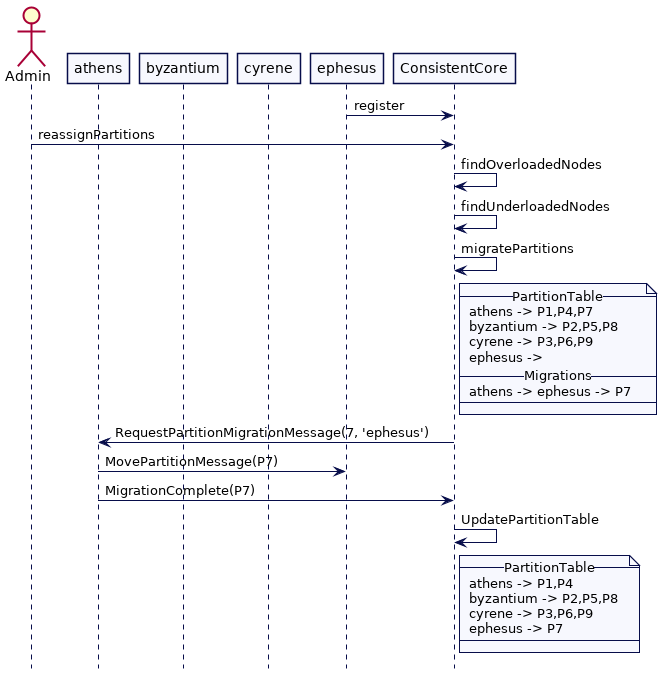 Admin
athens
byzantium
cyrene
ephesus
ConsistentCore
register
reassignPartitions
findOverloadedNodes
findUnderloadedNodes
migratePartitions
PartitionTable
athens -> P1,P4,P7
byzantium -> P2,P5,P8
cyrene -> P3,P6,P9
ephesus ->
Migrations
athens -> ephesus -> P7
RequestPartitionMigrationMessage(7, 'ephesus')
MovePartitionMessage(P7)
MigrationComplete(P7)
UpdatePartitionTable
PartitionTable
athens -> P1,P4
byzantium -> P2,P5,P8
cyrene -> P3,P6,P9
ephesus -> P7